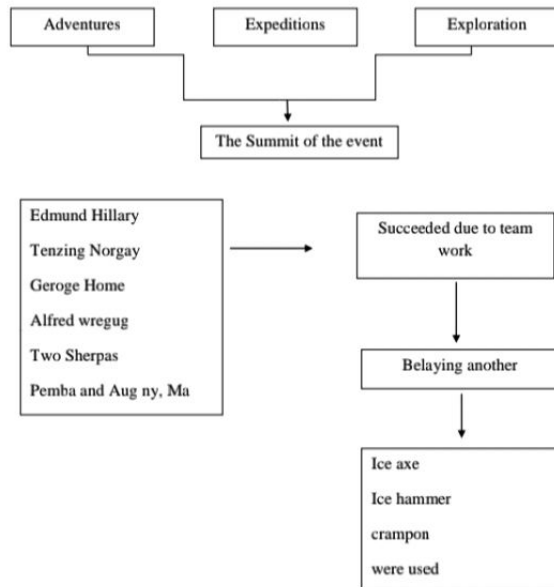 Adventures
Expeditions
Exploration
The Summit of the event
Edmund Hillary
Tenzing Norgay
Geroge Home
Alfred wregug
Two Sherpas
Pemba and Aug ny, Ma
Succeeded due to team
work
Belaying another
Ice axe
Ice hammer
crampon
were used